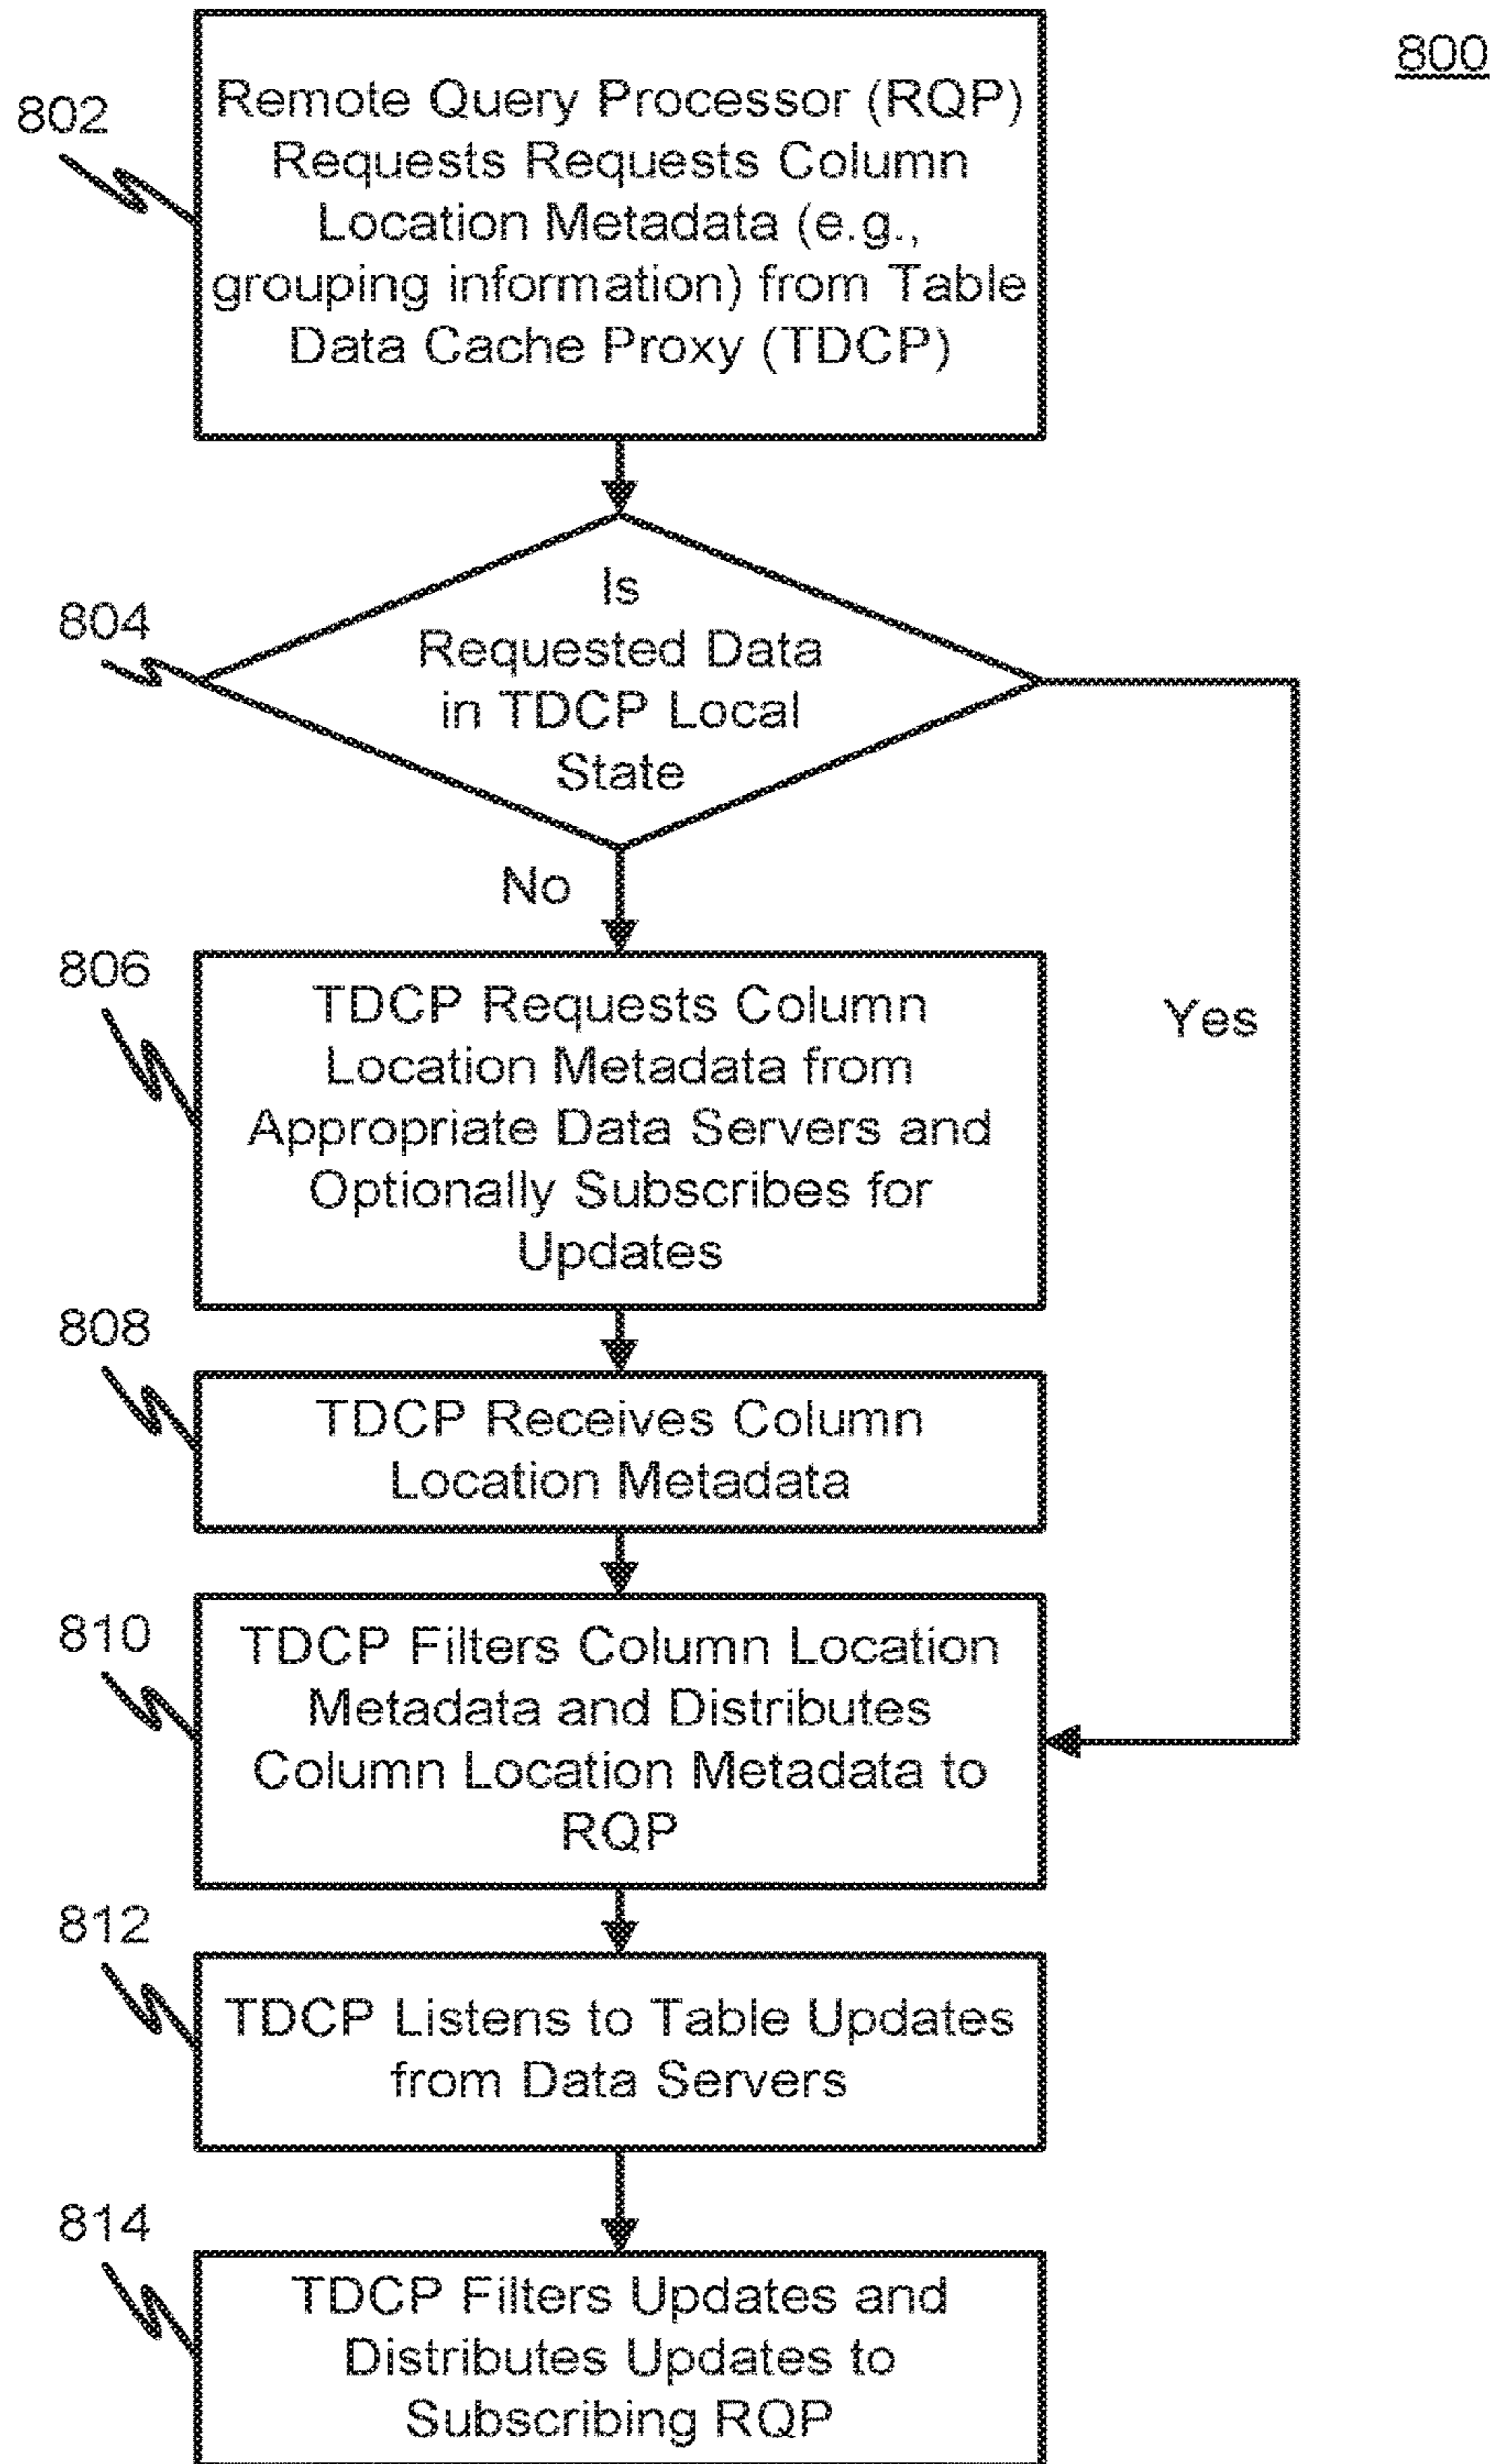 800
802
Remote Query Processor (RQP)
Requests Requests Column
Location Metadata (e.g.,
grouping information) from Table
Data Cache Proxy (TDCP)
804
Is
Requested Data
in TDCP Local
State
No
Yes
806
TDCP Requests Column
Location Metadata from
Appropriate Data Servers and
Optionally Subscribes for
Updates
808
TDCP Receives Column
Location Metadata
810
TDCP Filters Column Location
Metadata and Distributes
Column Location Metadata to
RQP
812
TDCP Listens to Table Updates
from Data Servers
814
TDCP Filters Updates and
Distributes Updates to
Subscribing RQP